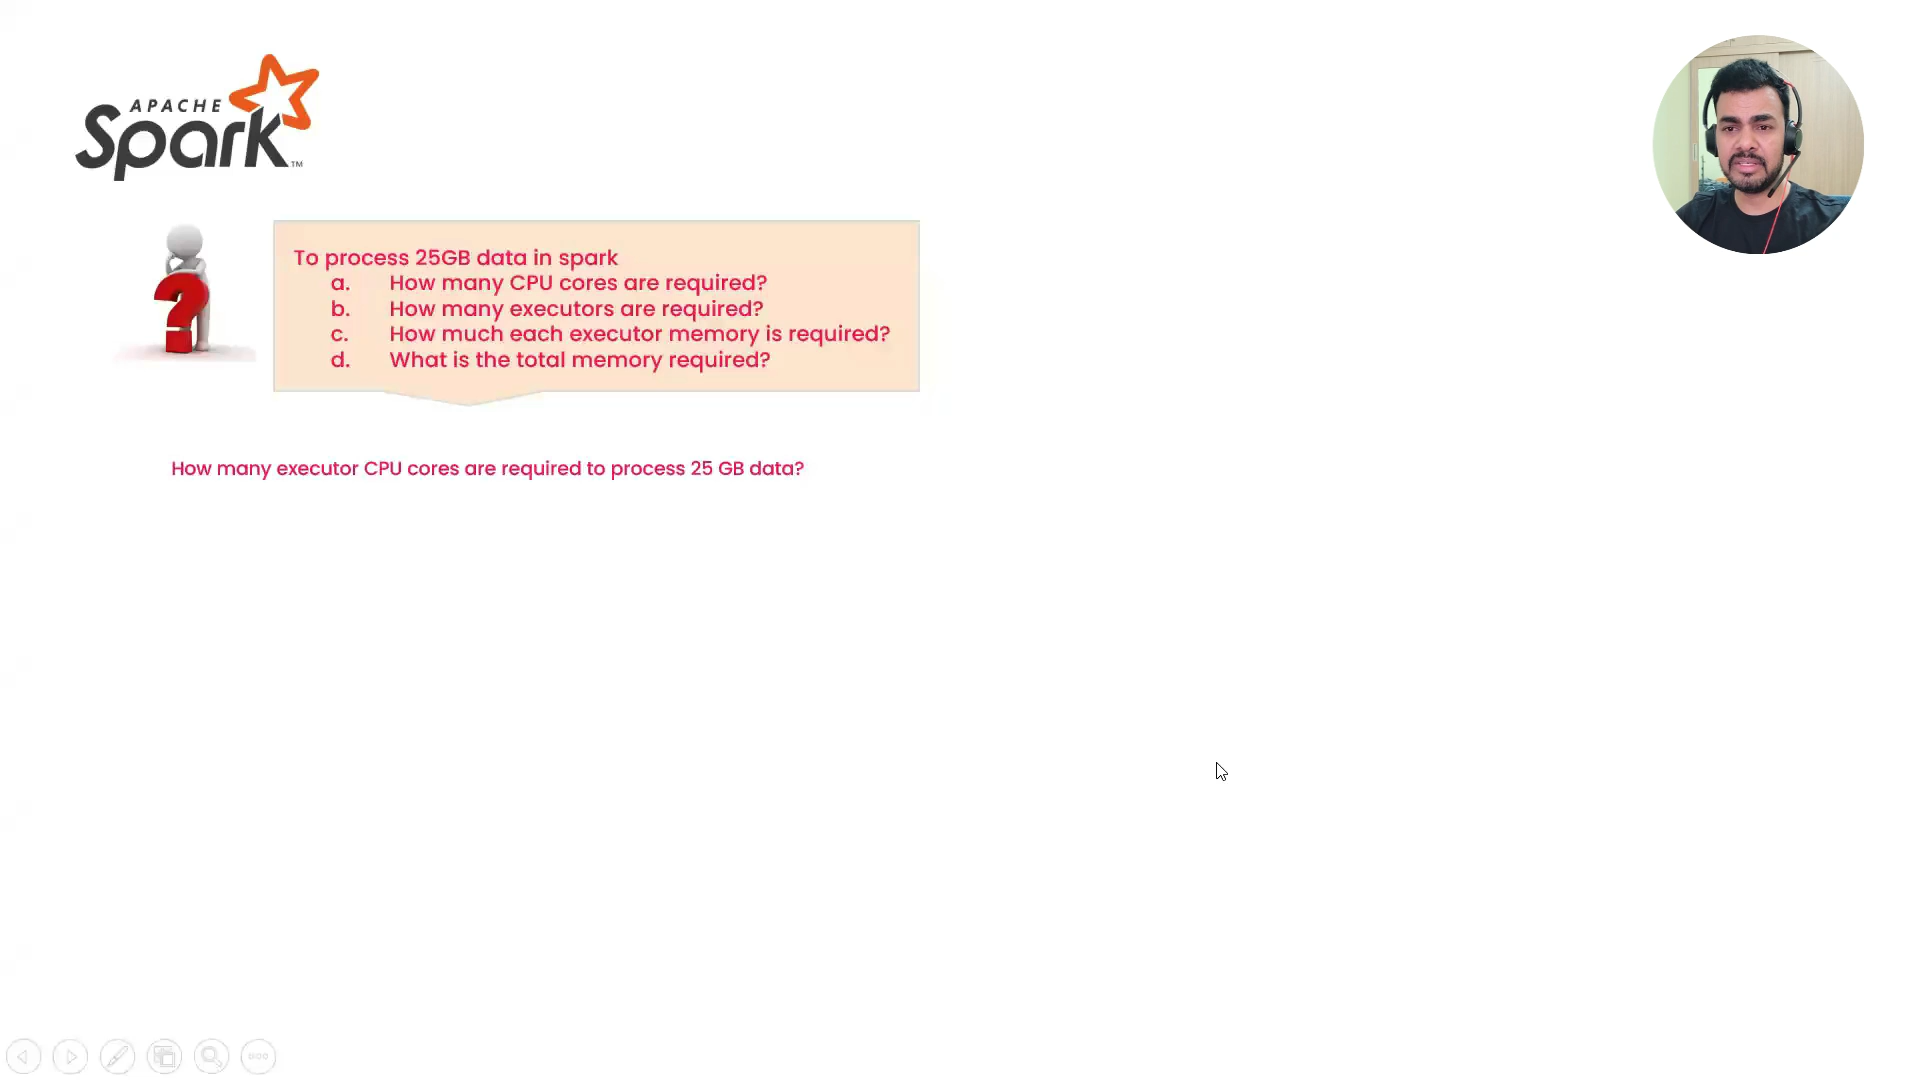 APACHE
Spark™
To process 25GB data in spark
a. How many CPU cores are required?
b. How many executors are required?
c. How much each executor memory is required?
d. What is the total memory required?
How many executor CPU cores are required to process 25 GB data?